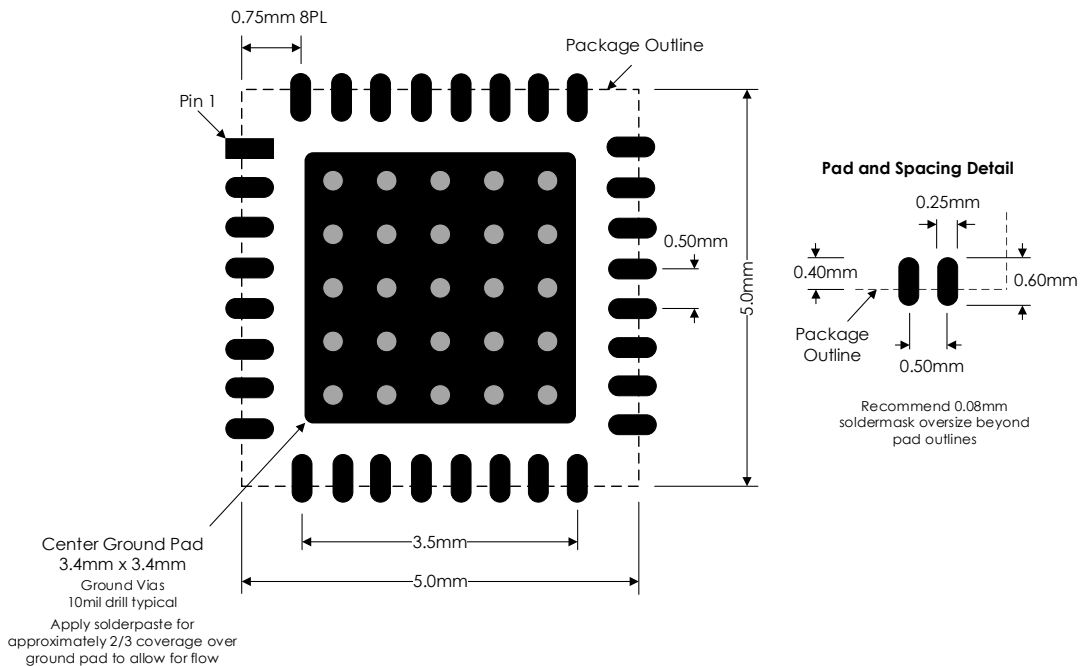 0.75mm 8PL
Package Outline
Pin 1
Pad and Spacing Detail
0.25mm
0.50mm
0.40mm
0.60mm
5.0mm
Package
Outline
0.50mm
Recommend 0.08mm
soldermask oversize beyond
pad outlines
Center Ground Pad
3.4mm x 3.4mm
Ground Vias
10mil drill typical
Apply solderpaste for
approximately 2/3 coverage over
ground pad to allow for flow
3.5mm
5.0mm